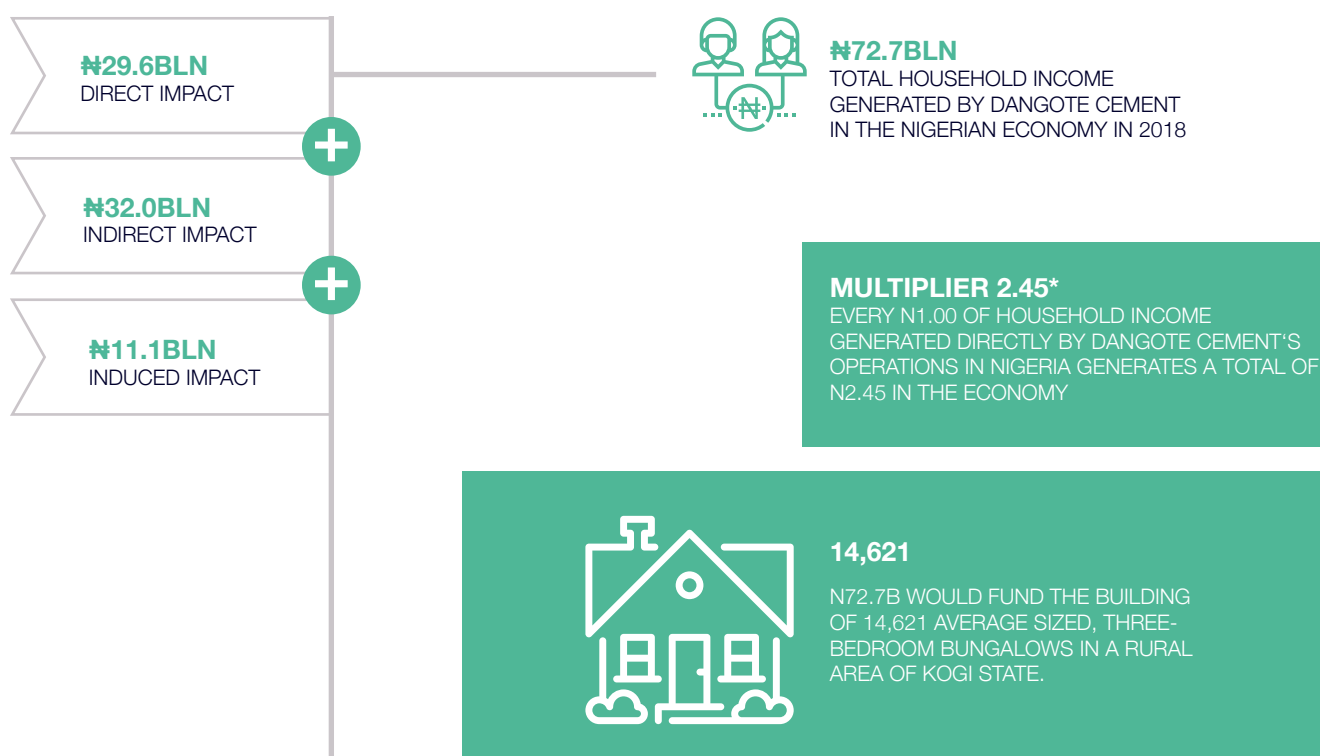 ₦29.6BLN
DIRECT IMPACT
₦32.0BLN
INDIRECT IMPACT
₦11.1BLN
INDUCED IMPACT
₦
₦72.7BLN
TOTAL HOUSEHOLD INCOME
GENERATED BY DANGOTE CEMENT
IN THE NIGERIAN ECONOMY IN 2018
MULTIPLIER 2.45*
EVERY N1.00 OF HOUSEHOLD INCOME
GENERATED DIRECTLY BY DANGOTE CEMENT‘S
OPERATIONS IN NIGERIA GENERATES A TOTAL OF
N2.45 IN THE ECONOMY
14,621
N72.7B WOULD FUND THE BUILDING
OF 14,621 AVERAGE SIZED, THREE-
BEDROOM BUNGALOWS IN A RURAL
AREA OF KOGI STATE.